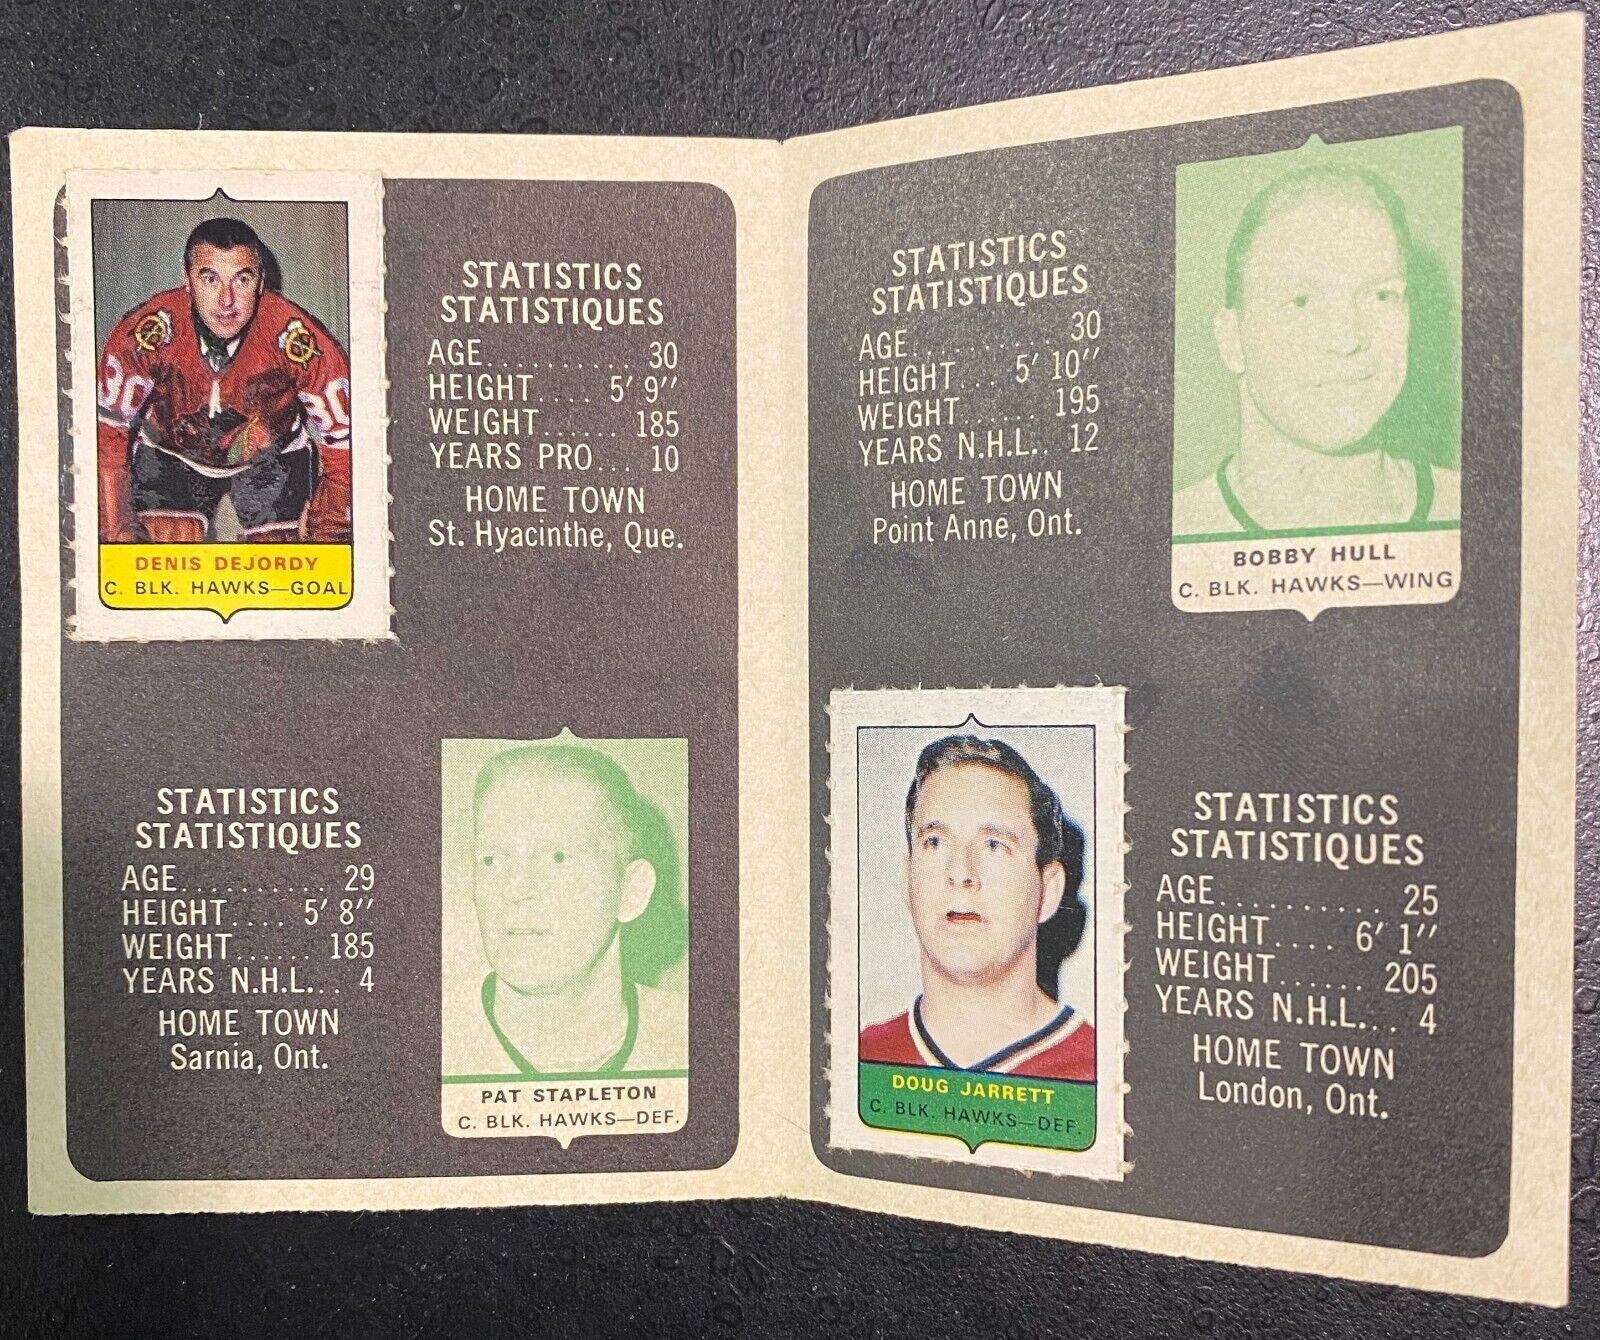 30
30
DENIS DEJORDY
C. BLK. HAWKS—GOAL
STATISTICS
STATISTIQUES
AGE.......... 30
HEIGHT.... 5' 9''
WEIGHT...... 185
YEARS PRO... 10
HOME TOWN
St. Hyacinthe, Que.
STATISTICS
STATISTIQUES
AGE.......... 29
HEIGHT.... 5' 8''
WEIGHT...... 185
YEARS N.H.L... 4
HOME TOWN
Sarnia, Ont.
PAT STAPLETON
C. BLK. HAWKS—DEF.
STATISTICS
STATISTIQUES
AGE.......... 30
HEIGHT... 5' 10''
WEIGHT...... 195
YEARS N.H.L.. 12
HOME TOWN
Point Anne, Ont.
BOBBY HULL
C. BLK. HAWKS—WING
DOUG JARRETT
C. BLK. HAWKS—DEF.
STATISTICS
STATISTIQUES
AGE.......... 25
HEIGHT.... 6' 1''
WEIGHT...... 205
YEARS N.H.L... 4
HOME TOWN
London, Ont.